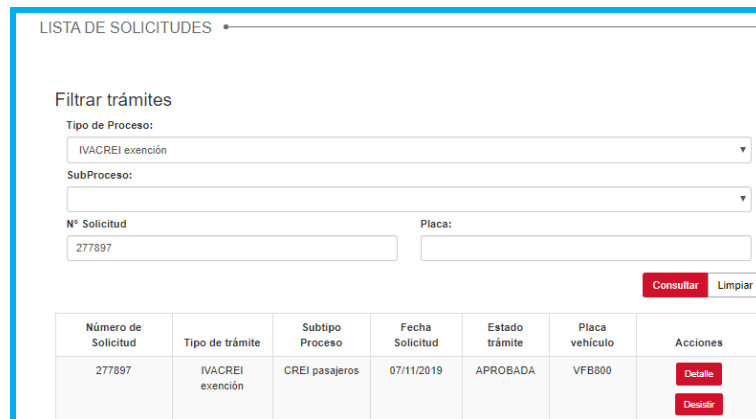 LISTA DE SOLICITUDES
Filtrar trámites
Tipo de Proceso:
IVACREI exención
SubProceso:
Nº Solicitud Placa:
277897
Consultar Limpiar
Número de Solicitud Tipo de trámite Subtipo Proceso Fecha Solicitud Estado trámite Placa vehículo Acciones
277897 IVACREI exención CREI pasajeros 07/11/2019 APROBADA VFB800 Detalle
Desistir